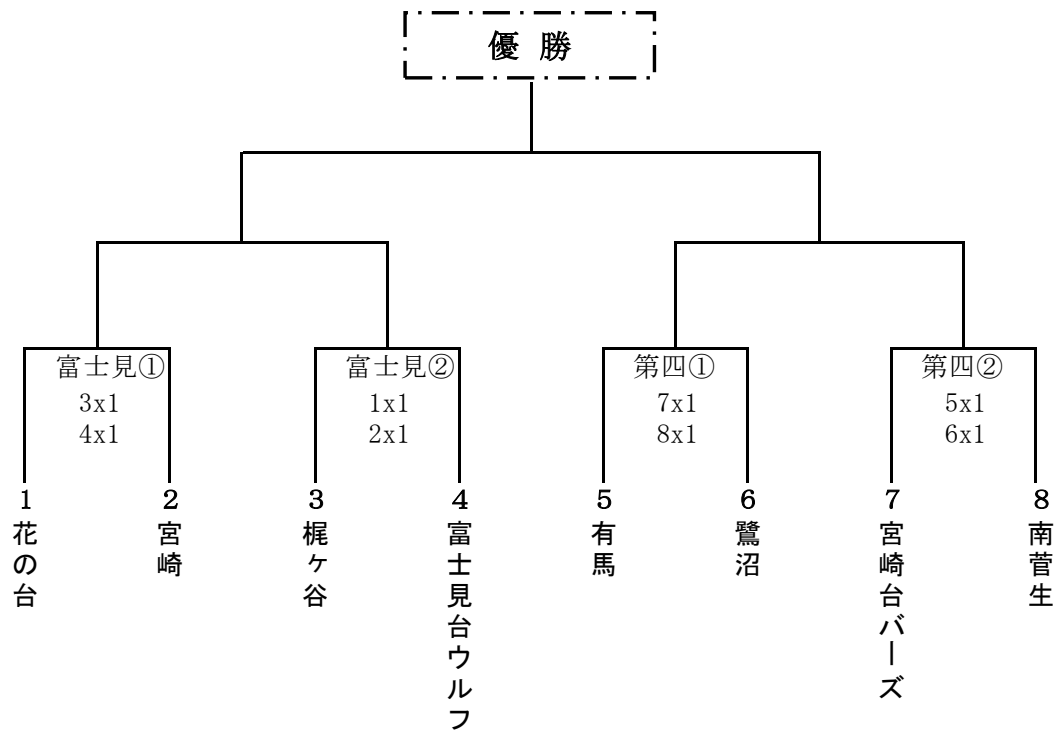 優 勝
富士見①
3x1
4x1
富士見②
1x1
2x1
第四①
7x1
8x1
第四②
5x1
6x1
1
花の台
2
宮崎
3
梶ヶ谷
4
富士見台ウルフ
5
有馬
6
鷺沼
7
宮崎台バーズ
8
南菅生